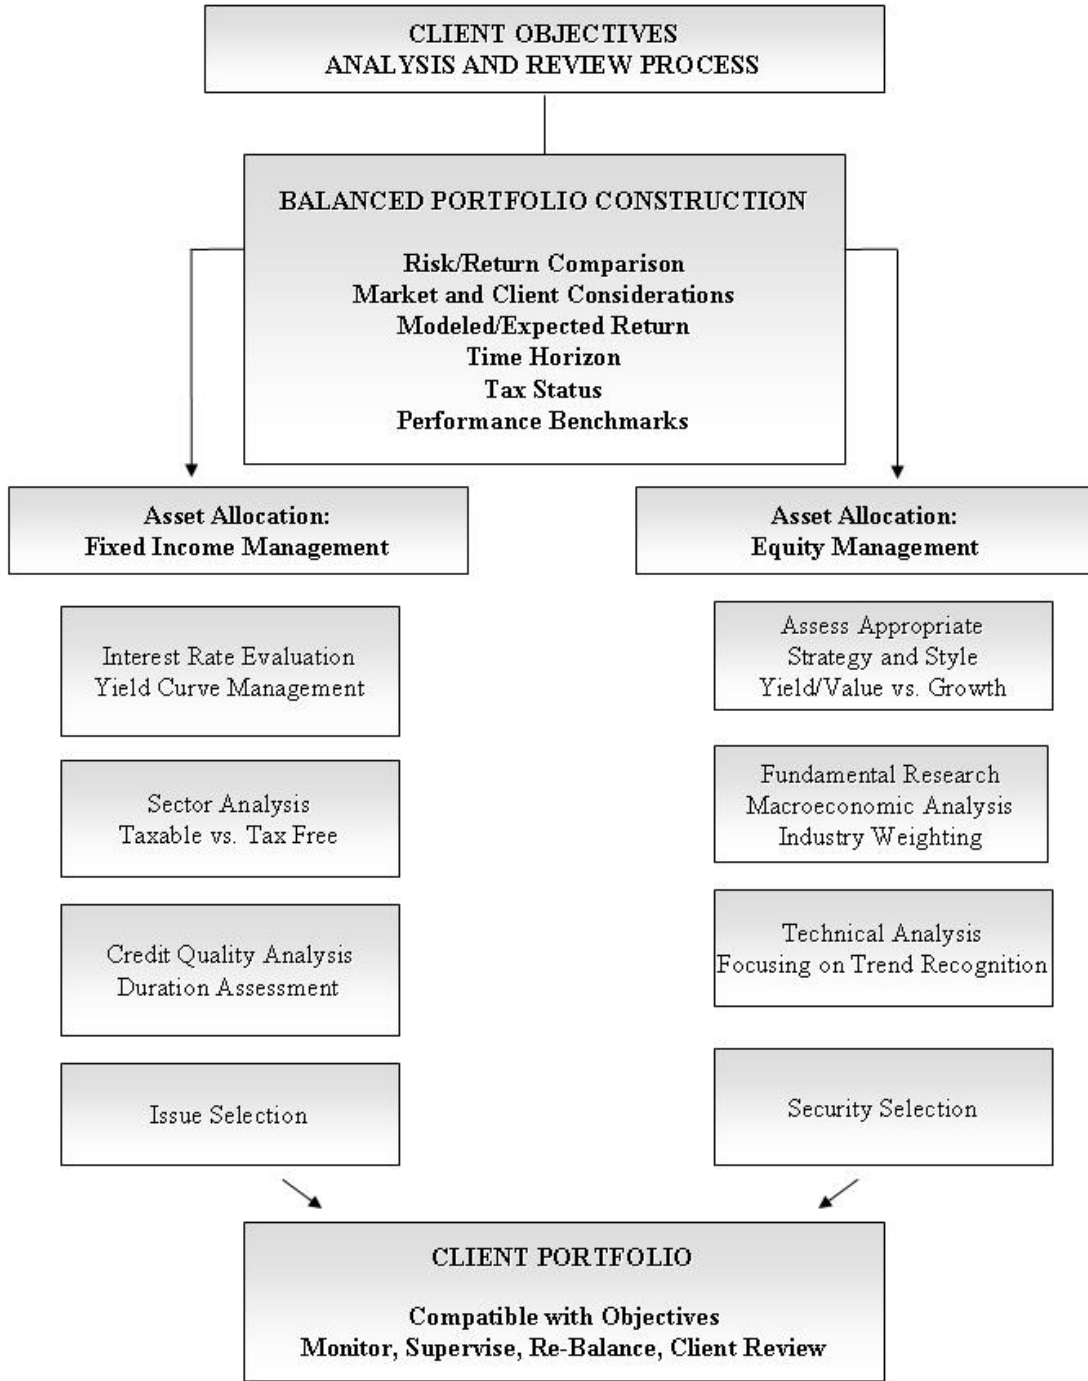 CLIENT OBJECTIVES
ANALYSIS AND REVIEW PROCESS
BALANCED PORTFOLIO CONSTRUCTION
Risk/Return Comparison
Market and Client Considerations
Modeled/Expected Return
Time Horizon
Tax Status
Performance Benchmarks
Asset Allocation:
Fixed Income Management
Interest Rate Evaluation
Yield Curve Management
Sector Analysis
Taxable vs. Tax Free
Credit Quality Analysis
Duration Assessment
Issue Selection
Asset Allocation:
Equity Management
Assess Appropriate
Strategy and Style
Yield/Value vs. Growth
Fundamental Research
Macroeconomic Analysis
Industry Weighting
Technical Analysis
Focusing on Trend Recognition
Security Selection
CLIENT PORTFOLIO
Compatible with Objectives
Monitor, Supervise, Re-Balance, Client Review